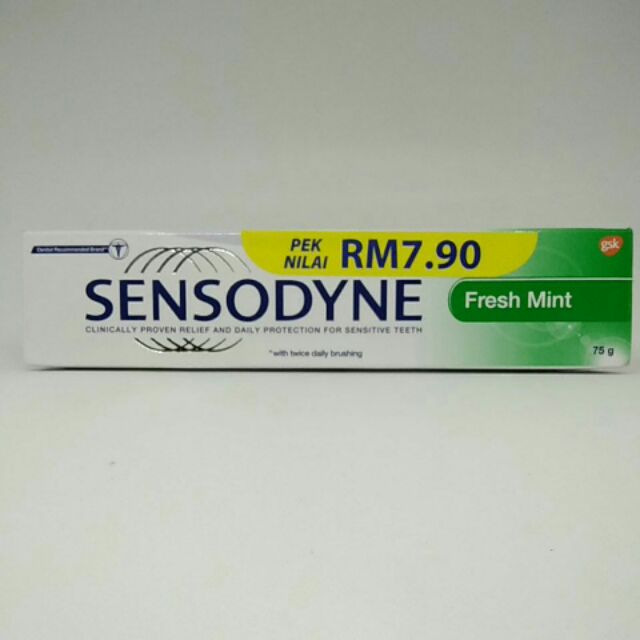 Dental Recommended Brand
PEK
NILAI
RM7.90
gsk
SENSODYNE
Fresh Mint
CLINICALLY PROVEN RELIEF AND DAILY PROTECTION FOR SENSITIVE TEETH
*with twice daily brushing
75 g